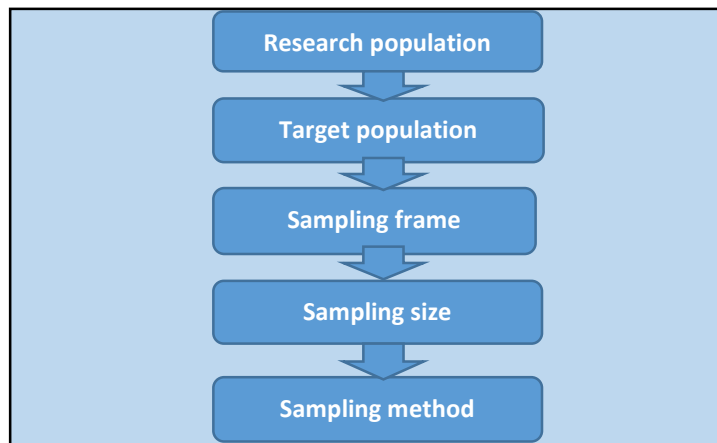 Research population
Target population
Sampling frame
Sampling size
Sampling method